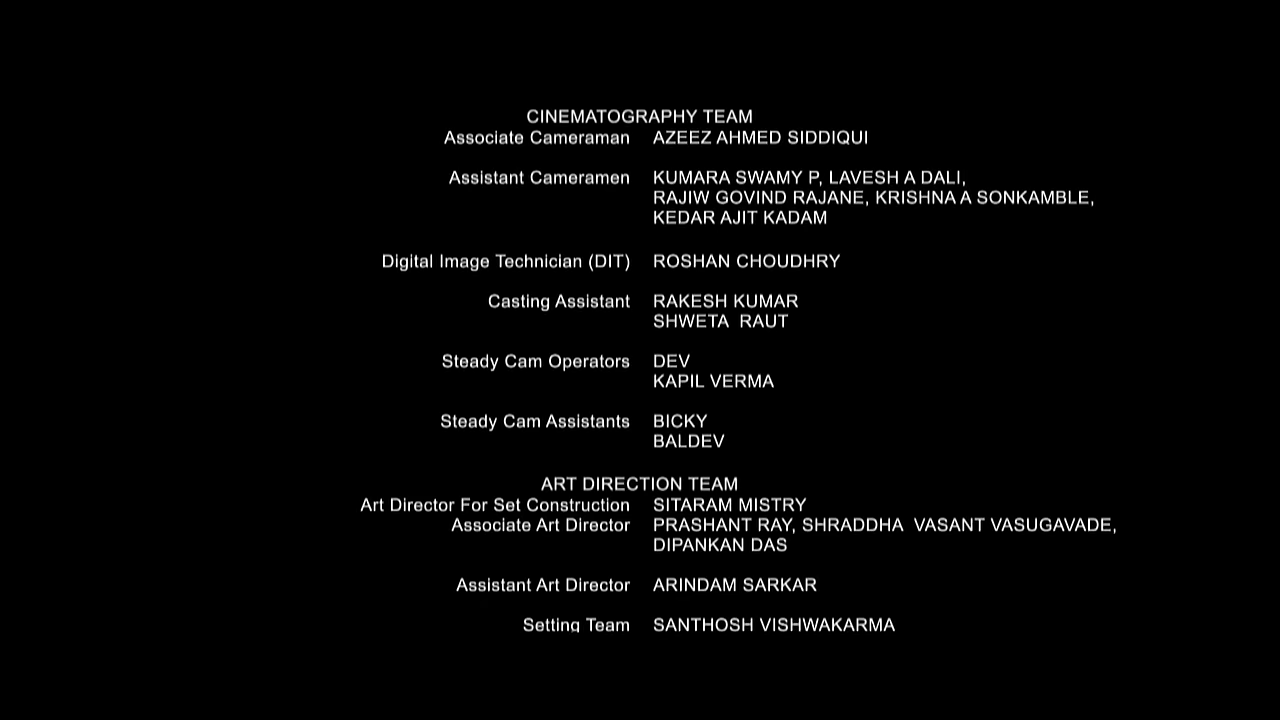 CINEMATOGRAPHY TEAM
Associate Cameraman AZEEZ AHMED SIDDIQUI
Assistant Cameramen KUMARA SWAMY P, LAVESH A DALI,
RAJIW GOVIND RAJANE, KRISHNA A SONKAMBLE,
KEDAR AJIT KADAM
Digital Image Technician (DIT) ROSHAN CHOUDHRY
Casting Assistant RAKESH KUMAR
SHWETA RAUT
Steady Cam Operators DEV
KAPIL VERMA
Steady Cam Assistants BICKY
BALDEV
ART DIRECTION TEAM
Art Director For Set Construction SITARAM MISTRY
Associate Art Director PRASHANT RAY, SHRADDHA VASANT VASUGAVADE,
DIPANKAN DAS
Assistant Art Director ARINDAM SARKAR
Setting Team SANTHOSH VISHWAKARMA